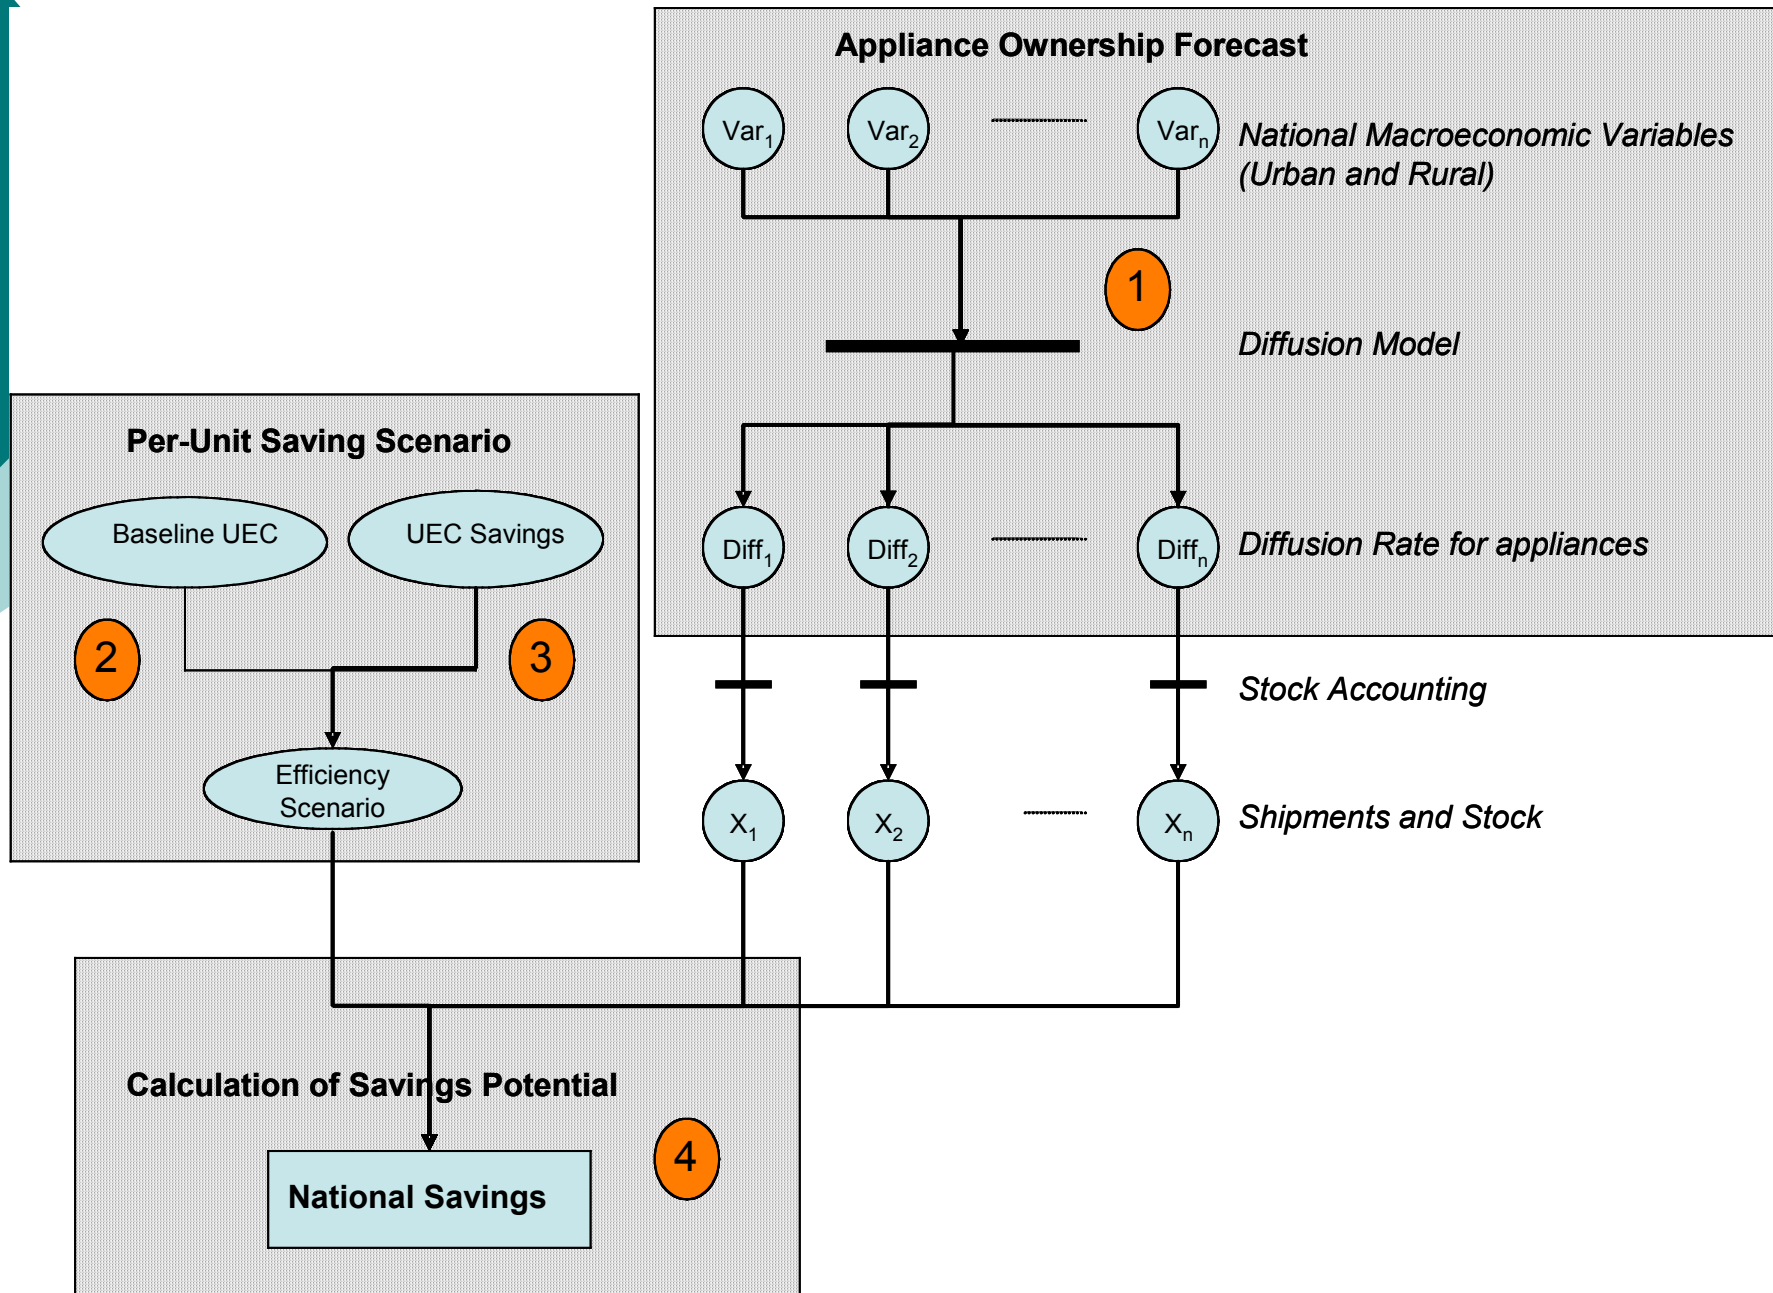 Appliance Ownership Forecast
Var1
Var2
Varn
National Macroeconomic Variables
(Urban and Rural)
1
Diffusion Model
Per-Unit Saving Scenario
Baseline UEC
UEC Savings
Diff1
Diff2
Diffn
Diffusion Rate for appliances
2
3
Stock Accounting
Efficiency
Scenario
X1
X2
Xn
Shipments and Stock
Calculation of Savings Potential
4
National Savings